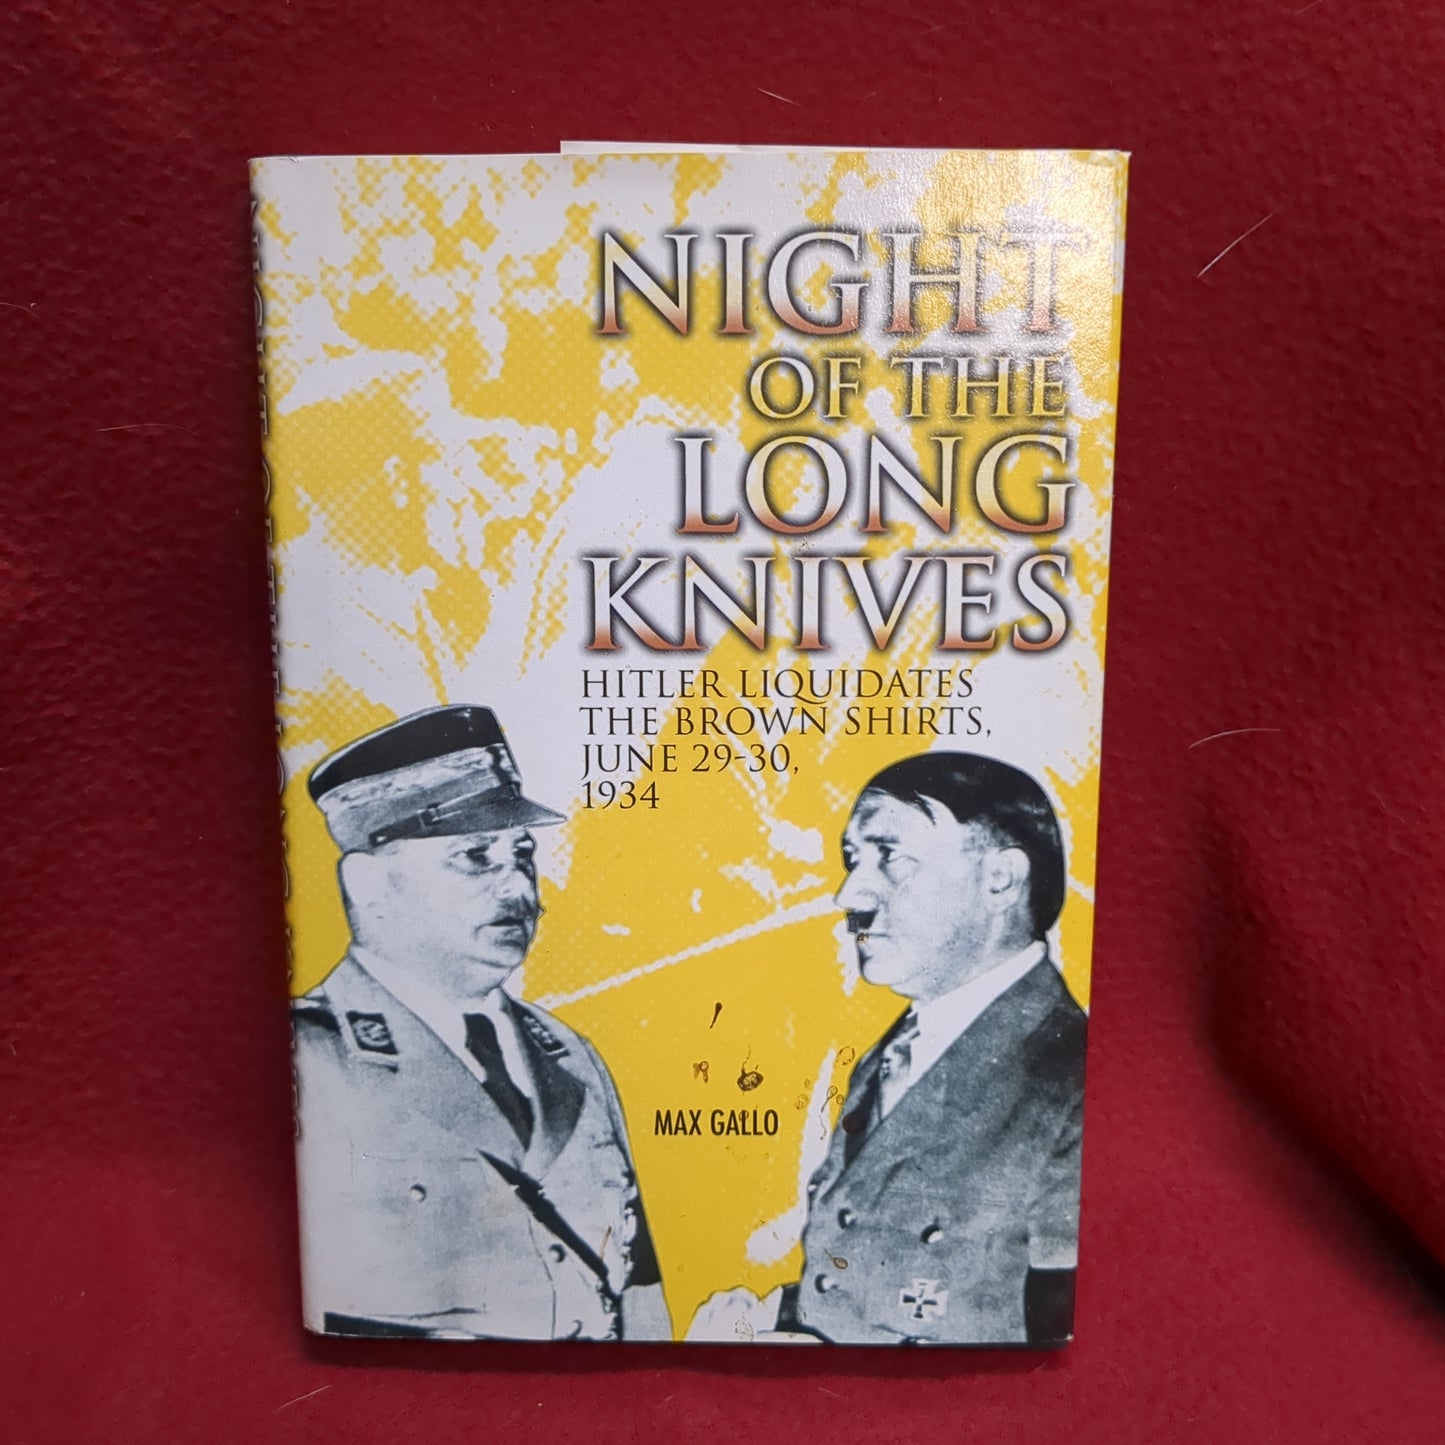 NIGHT
OF THE
LONG
KNIVES
HITLER LIQUIDATES
THE BROWN SHIRTS,
JUNE 29-30,
1934
MAX GALLO